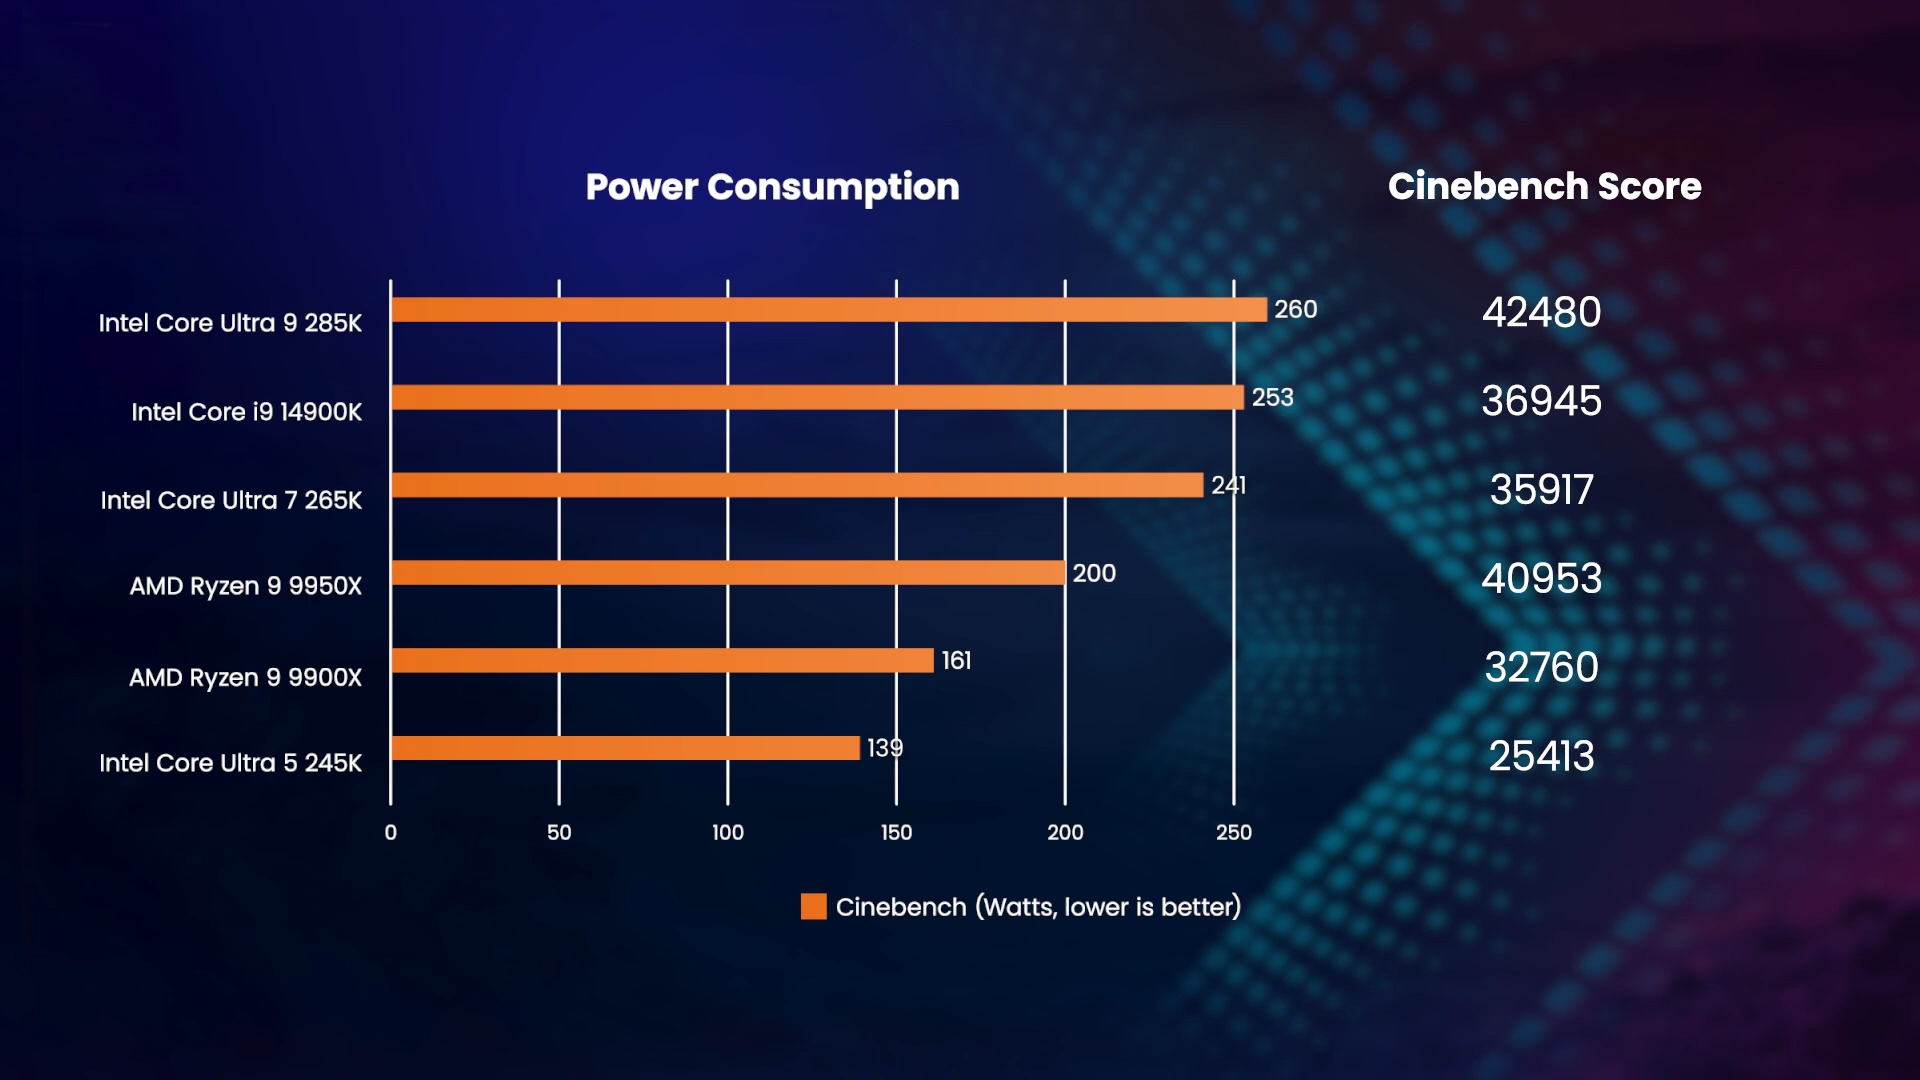 Power Consumption
Cinebench Score
Intel Core Ultra 9 285K 260 42480
Intel Core i9 14900K 253 36945
Intel Core Ultra 7 265K 241 35917
AMD Ryzen 9 9950X 200 40953
AMD Ryzen 9 9900X 161 32760
Intel Core Ultra 5 245K 139 25413
0 50 100 150 200 250
Cinebench (Watts, lower is better)